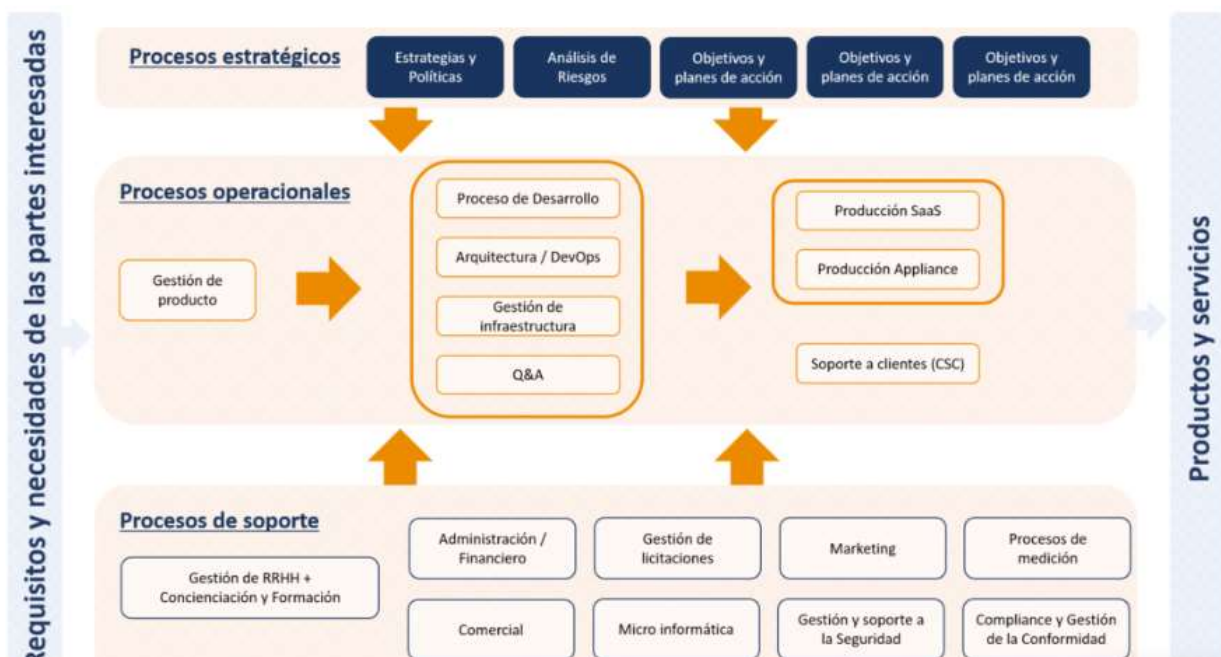 Requisitos y necesidades de las partes interesadas
Procesos estratégicos
Estrategias y
Políticas
Análisis de
Riesgos
Objetivos y
planes de acción
Objetivos y
planes de acción
Objetivos y
planes de acción
Procesos operacionales
Gestión de
producto
Proceso de Desarrollo
Arquitectura / DevOps
Gestión de
infraestructura
Q&A
Producción SaaS
Producción Appliance
Soporte a clientes (CSC)
Procesos de soporte
Gestión de RRHH +
Concienciación y Formación
Administración /
Financiero
Gestión de
licitaciones
Marketing
Procesos de
medición
Comercial
Micro informática
Gestión y soporte a
la Seguridad
Compliance y Gestión
de la Conformidad
Productos y servicios